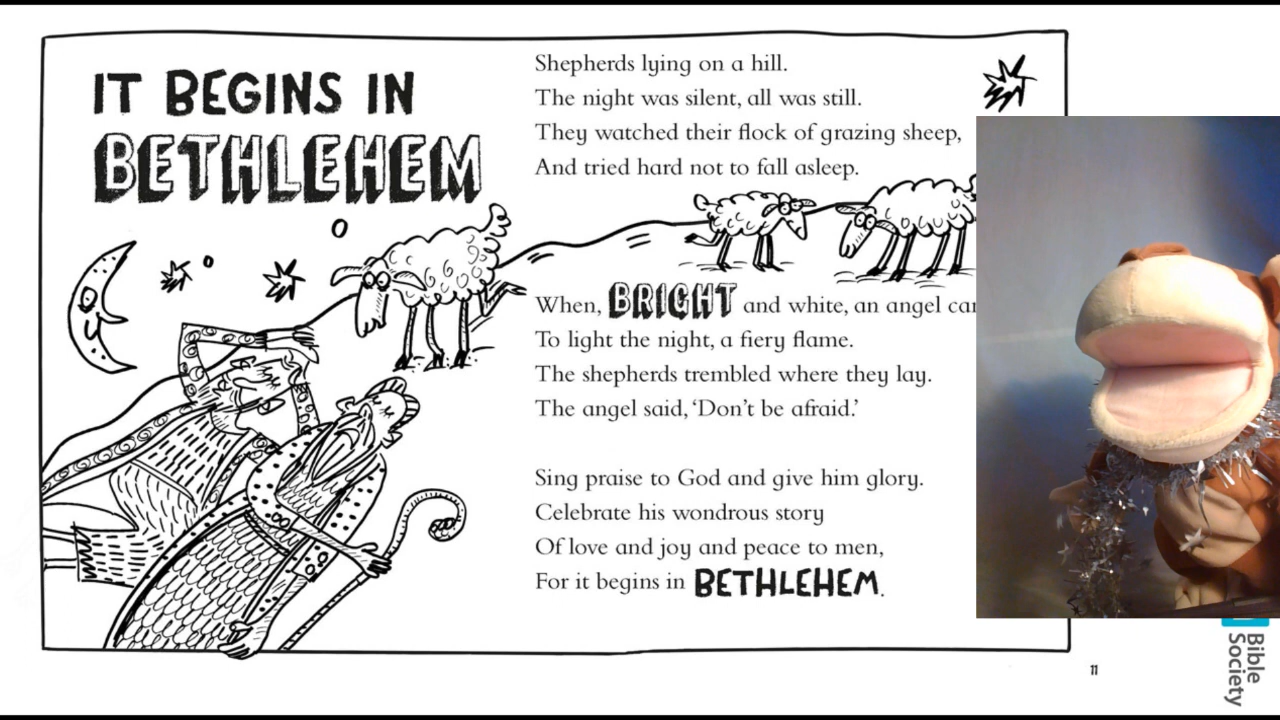 IT BEGINS IN
BETHLEHEM
Shepherds lying on a hill.
The night was silent, all was still.
They watched their flock of grazing sheep,
And tried hard not to fall asleep.
When, BRIGHT and white, an angel
To light the night, a fiery flame.
The shepherds trembled where they lay.
The angel said, ‘Don’t be afraid.’
Sing praise to God and give him glory.
Celebrate his wondrous story
Of love and joy and peace to men,
For it begins in BETHLEHEM.
11
Bible
Society